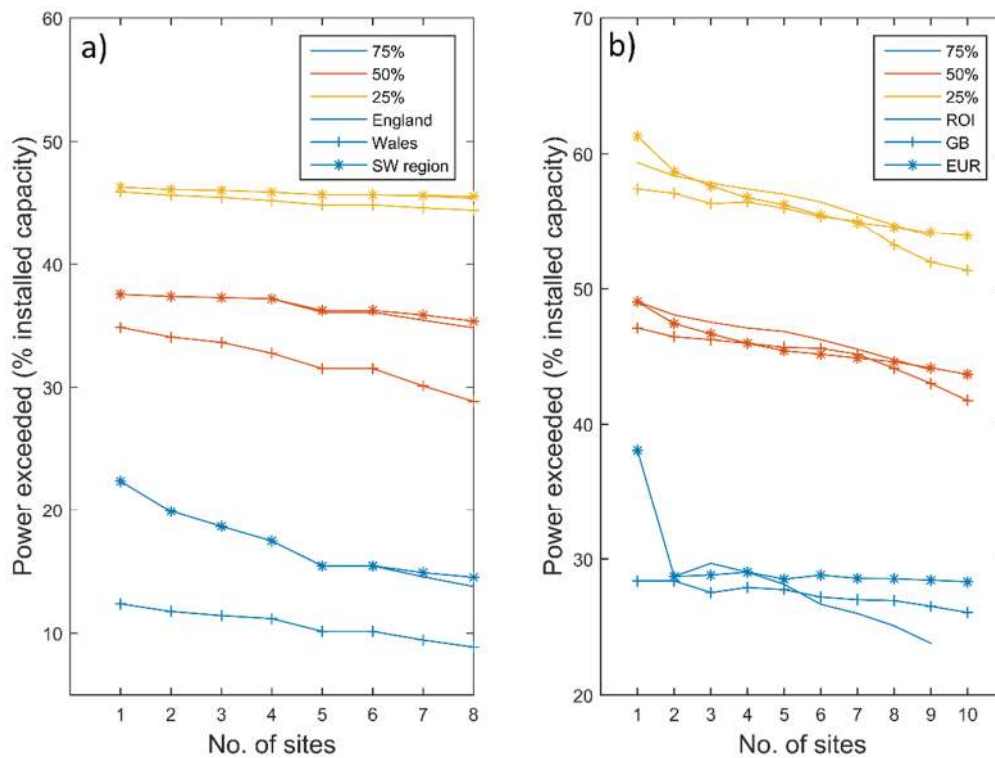 a)
75%
50%
25%
England
Wales
SW region
Power exceeded (% installed capacity)
60
50
40
30
20
10
1 2 3 4 5 6 7 8
No. of sites
b)
75%
50%
25%
ROI
GB
EUR
Power exceeded (% installed capacity)
70
60
50
40
30
20
1 2 3 4 5 6 7 8 9 10
No. of sites